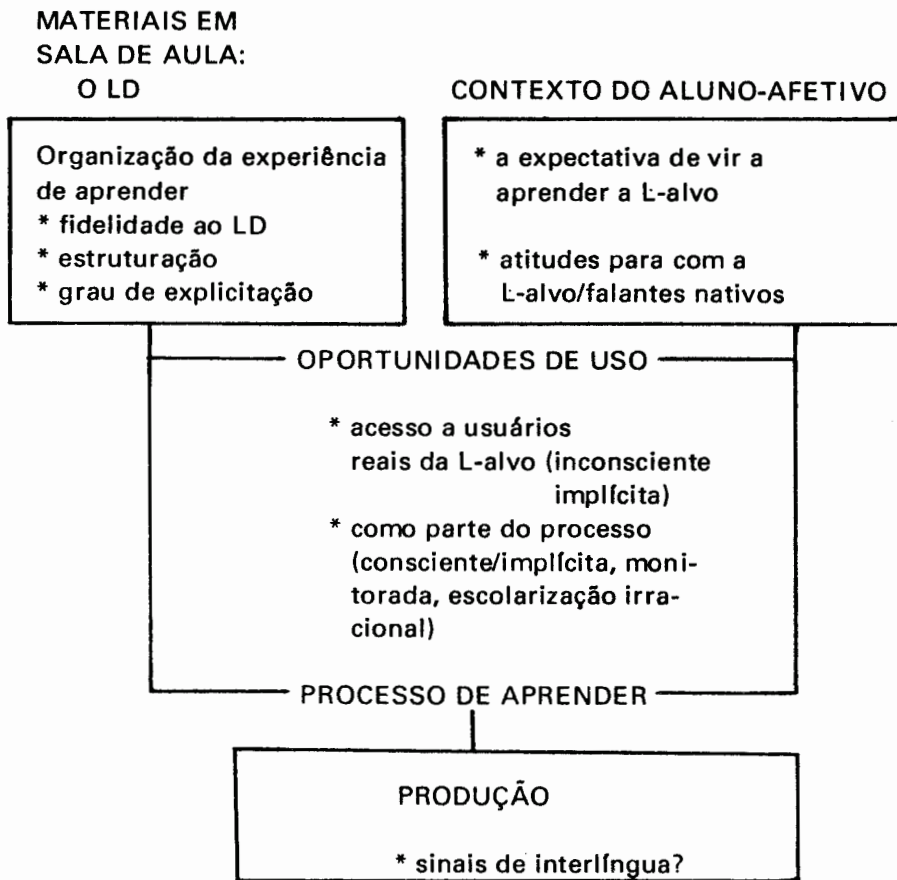 MATERIAIS EM
SALA DE AULA:
O LD
Organização da experiência
de aprender
* fidelidade ao LD
* estruturação
* grau de explicitação
CONTEXTO DO ALUNO-AFETIVO
* a expectativa de vir a
aprender a L-alvo
* atitudes para com a
L-alvo/falantes nativos
OPORTUNIDADES DE USO
* acesso a usuários
reais da L-alvo (inconsciente
implícita)
* como parte do processo
(consciente/implícita, moni-
torada, escolarização irra-
cional)
PROCESSO DE APRENDER
PRODUÇÃO
* sinais de interlíngua?